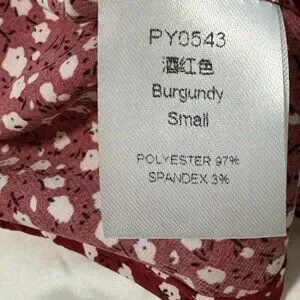 PY0543
酒红色
Burgundy
Small
POLYESTER 97%
SPANDEX 3%